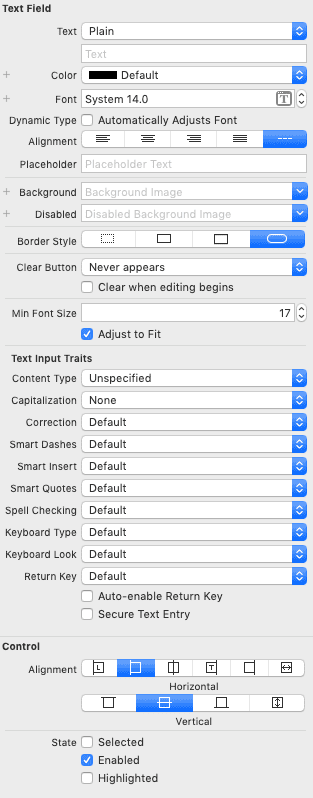 Text Field
Text Plain
Text
+ Color Default
+ Font System 14.0 T
Dynamic Type Automatically Adjusts Font
Alignment ---
Placeholder Placeholder Text
+ Background Background Image
+ Disabled Disabled Background Image
Border Style
Clear Button Never appears
Clear when editing begins
Min Font Size 17
Adjust to Fit
Text Input Traits
Content Type Unspecified
Capitalization None
Correction Default
Smart Dashes Default
Smart Insert Default
Smart Quotes Default
Spell Checking Default
Keyboard Type Default
Keyboard Look Default
Return Key Default
Auto-enable Return Key
Secure Text Entry
Control
Alignment L T
Horizontal
Vertical
State Selected
Enabled
Highlighted